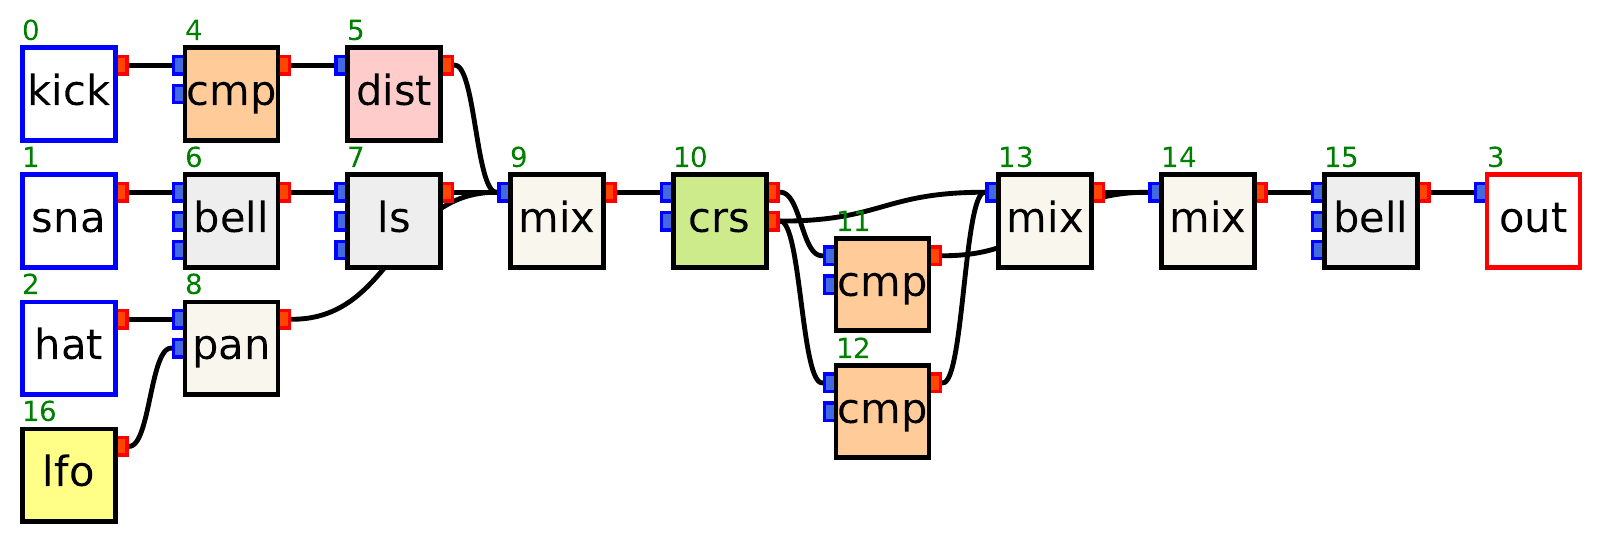 0 4 5
kick cmp dist
1 6 7 9 10 13 14 15 3
sna bell ls mix crs mix mix bell out
11
cmp
2 8
hat pan
12
cmp
16
lfo